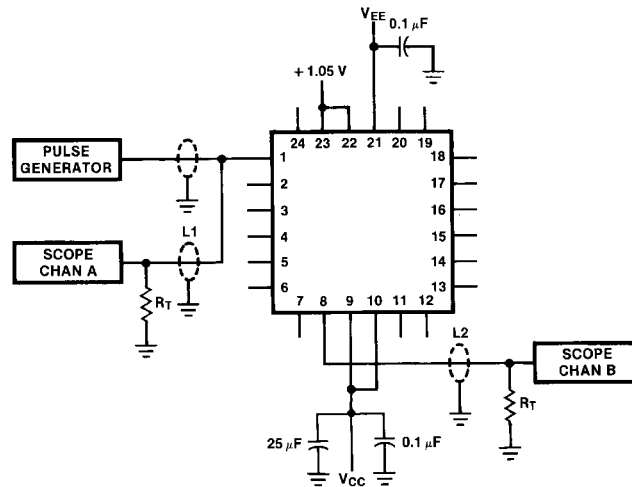 VEE
0.1 μF
+ 1.05 V
24 23 22 21 20 19
PULSE
GENERATOR
1
18
2
17
3
16
L1
4
15
SCOPE
CHAN A
5
14
6
13
RT
7 8 9 10 11 12
L2
SCOPE
CHAN B
RT
25 μF
0.1 μF
VCC